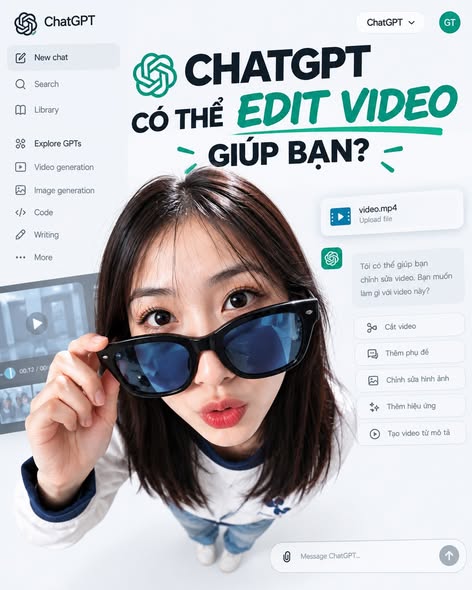 ChatGPT
ChatGPT
GT
New chat
Search
Library
Explore GPTs
Video generation
Image generation
Code
Writing
More
CHATGPT
CÓ THỂ EDIT VIDEO
GIÚP BẠN?
video.mp4
Upload file
Tôi có thể giúp bạn
chỉnh sửa video. Bạn muốn
làm gì với video này?
Cắt video
Thêm phụ đề
Chỉnh sửa hình ảnh
Thêm hiệu ứng
Tạo video từ mô tả
00:12 / 00
Message ChatGPT...